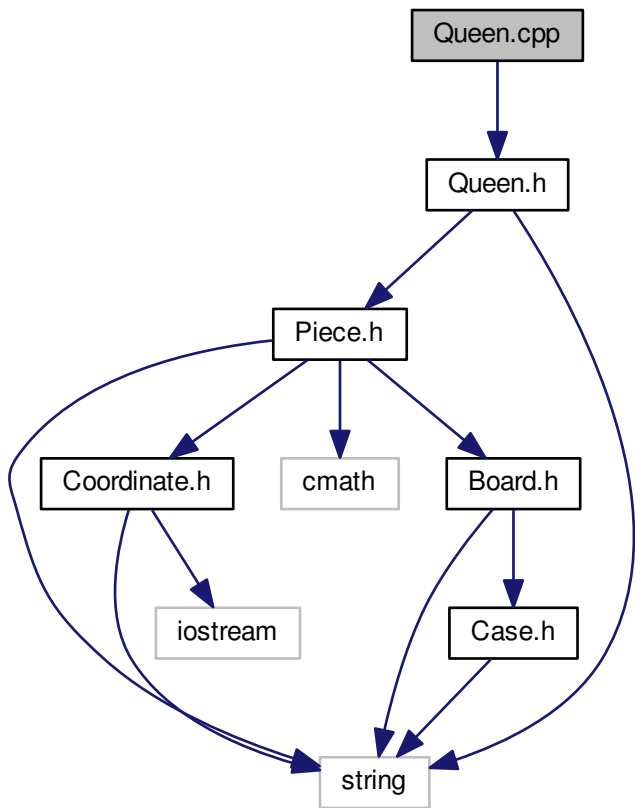 Queen.cpp
Queen.h
Piece.h
Coordinate.h
cmath
Board.h
iostream
Case.h
string